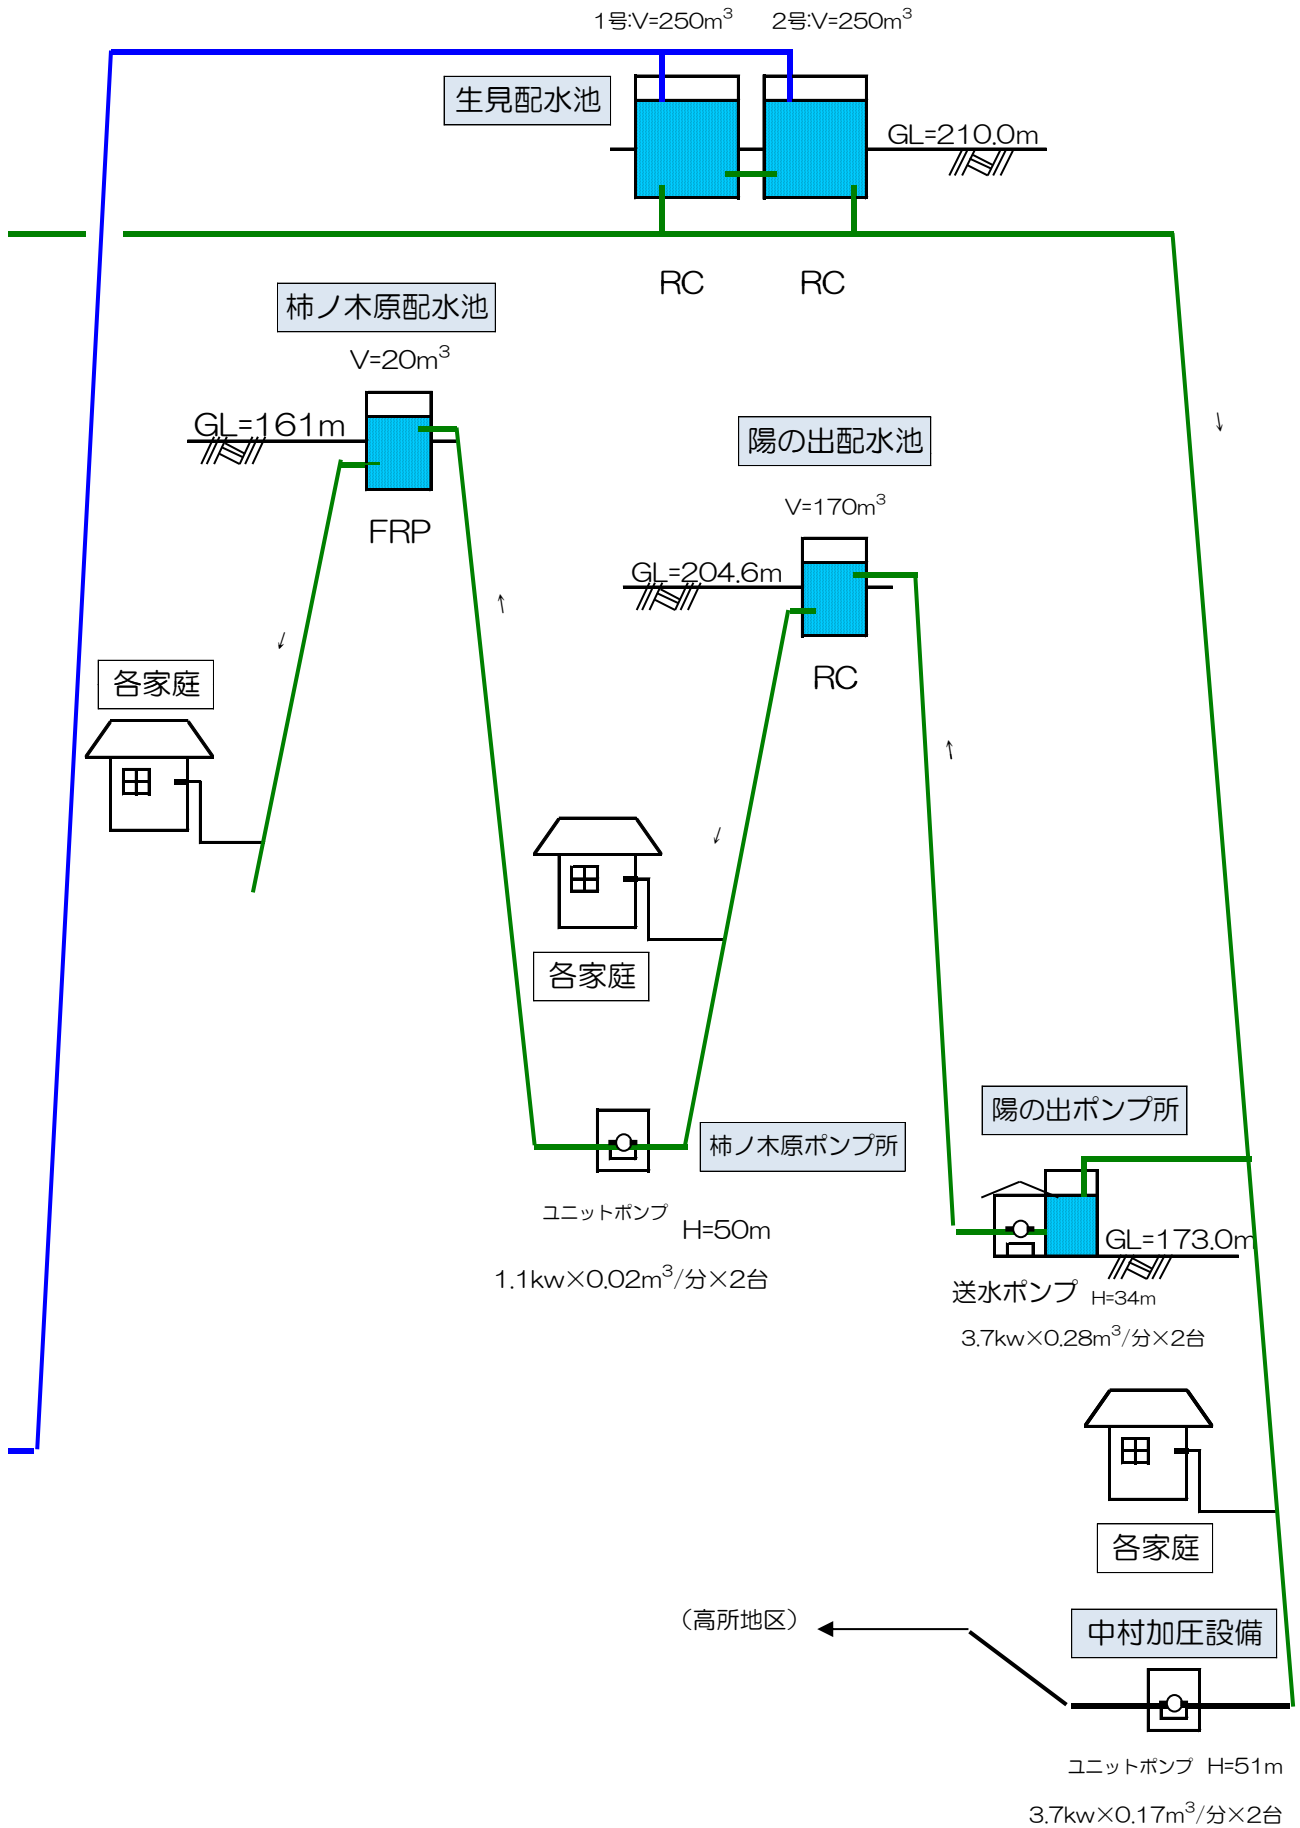 1号:V=250m³
2号:V=250m³
生見配水池
GL=210.0m
RC
RC
柿ノ木原配水池
V=20m³
GL=161m
FRP
陽の出配水池
V=170m³
GL=204.6m
RC
↓
↑
↓
各家庭
↑
↓
各家庭
陽の出ポンプ所
柿ノ木原ポンプ所
ユニットポンプ
H=50m
1.1kw×0.02m³/分×2台
GL=173.0m
送水ポンプ
H=34m
3.7kw×0.28m³/分×2台
各家庭
(高所地区)
中村加圧設備
ユニットポンプ H=51m
3.7kw×0.17m³/分×2台